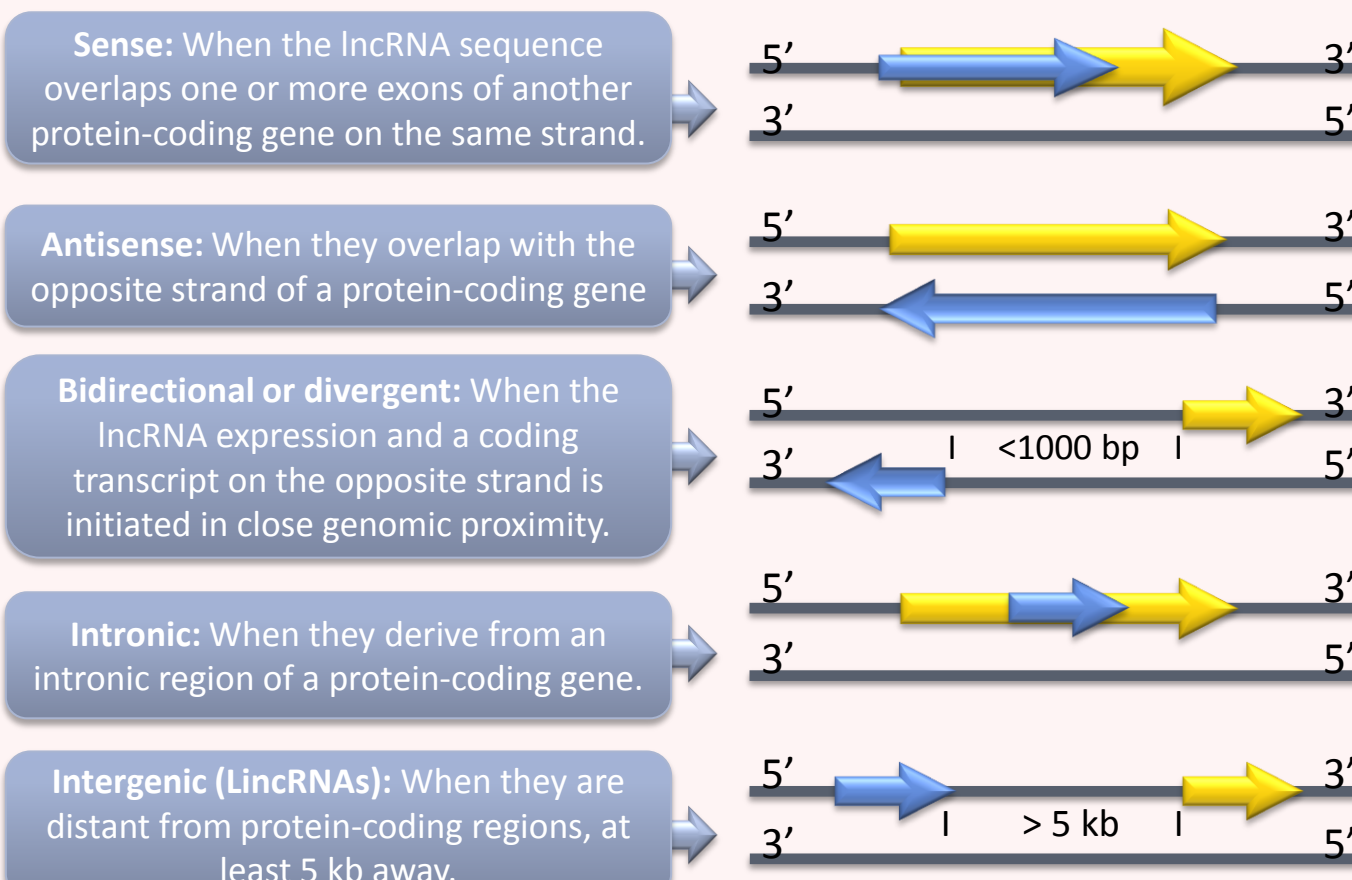 Sense: When the lncRNA sequence
overlaps one or more exons of another
protein-coding gene on the same strand.
5’ 3’
3’ 5’
Antisense: When they overlap with the
opposite strand of a protein-coding gene
5’ 3’
3’ 5’
Bidirectional or divergent: When the
lncRNA expression and a coding
transcript on the opposite strand is
initiated in close genomic proximity.
5’ 3’
I <1000 bp I
3’ 5’
Intronic: When they derive from an
intronic region of a protein-coding gene.
5’ 3’
3’ 5’
Intergenic (LincRNAs): When they are
distant from protein-coding regions, at
least 5 kb away.
5’ 3’
I > 5 kb I
3’ 5’